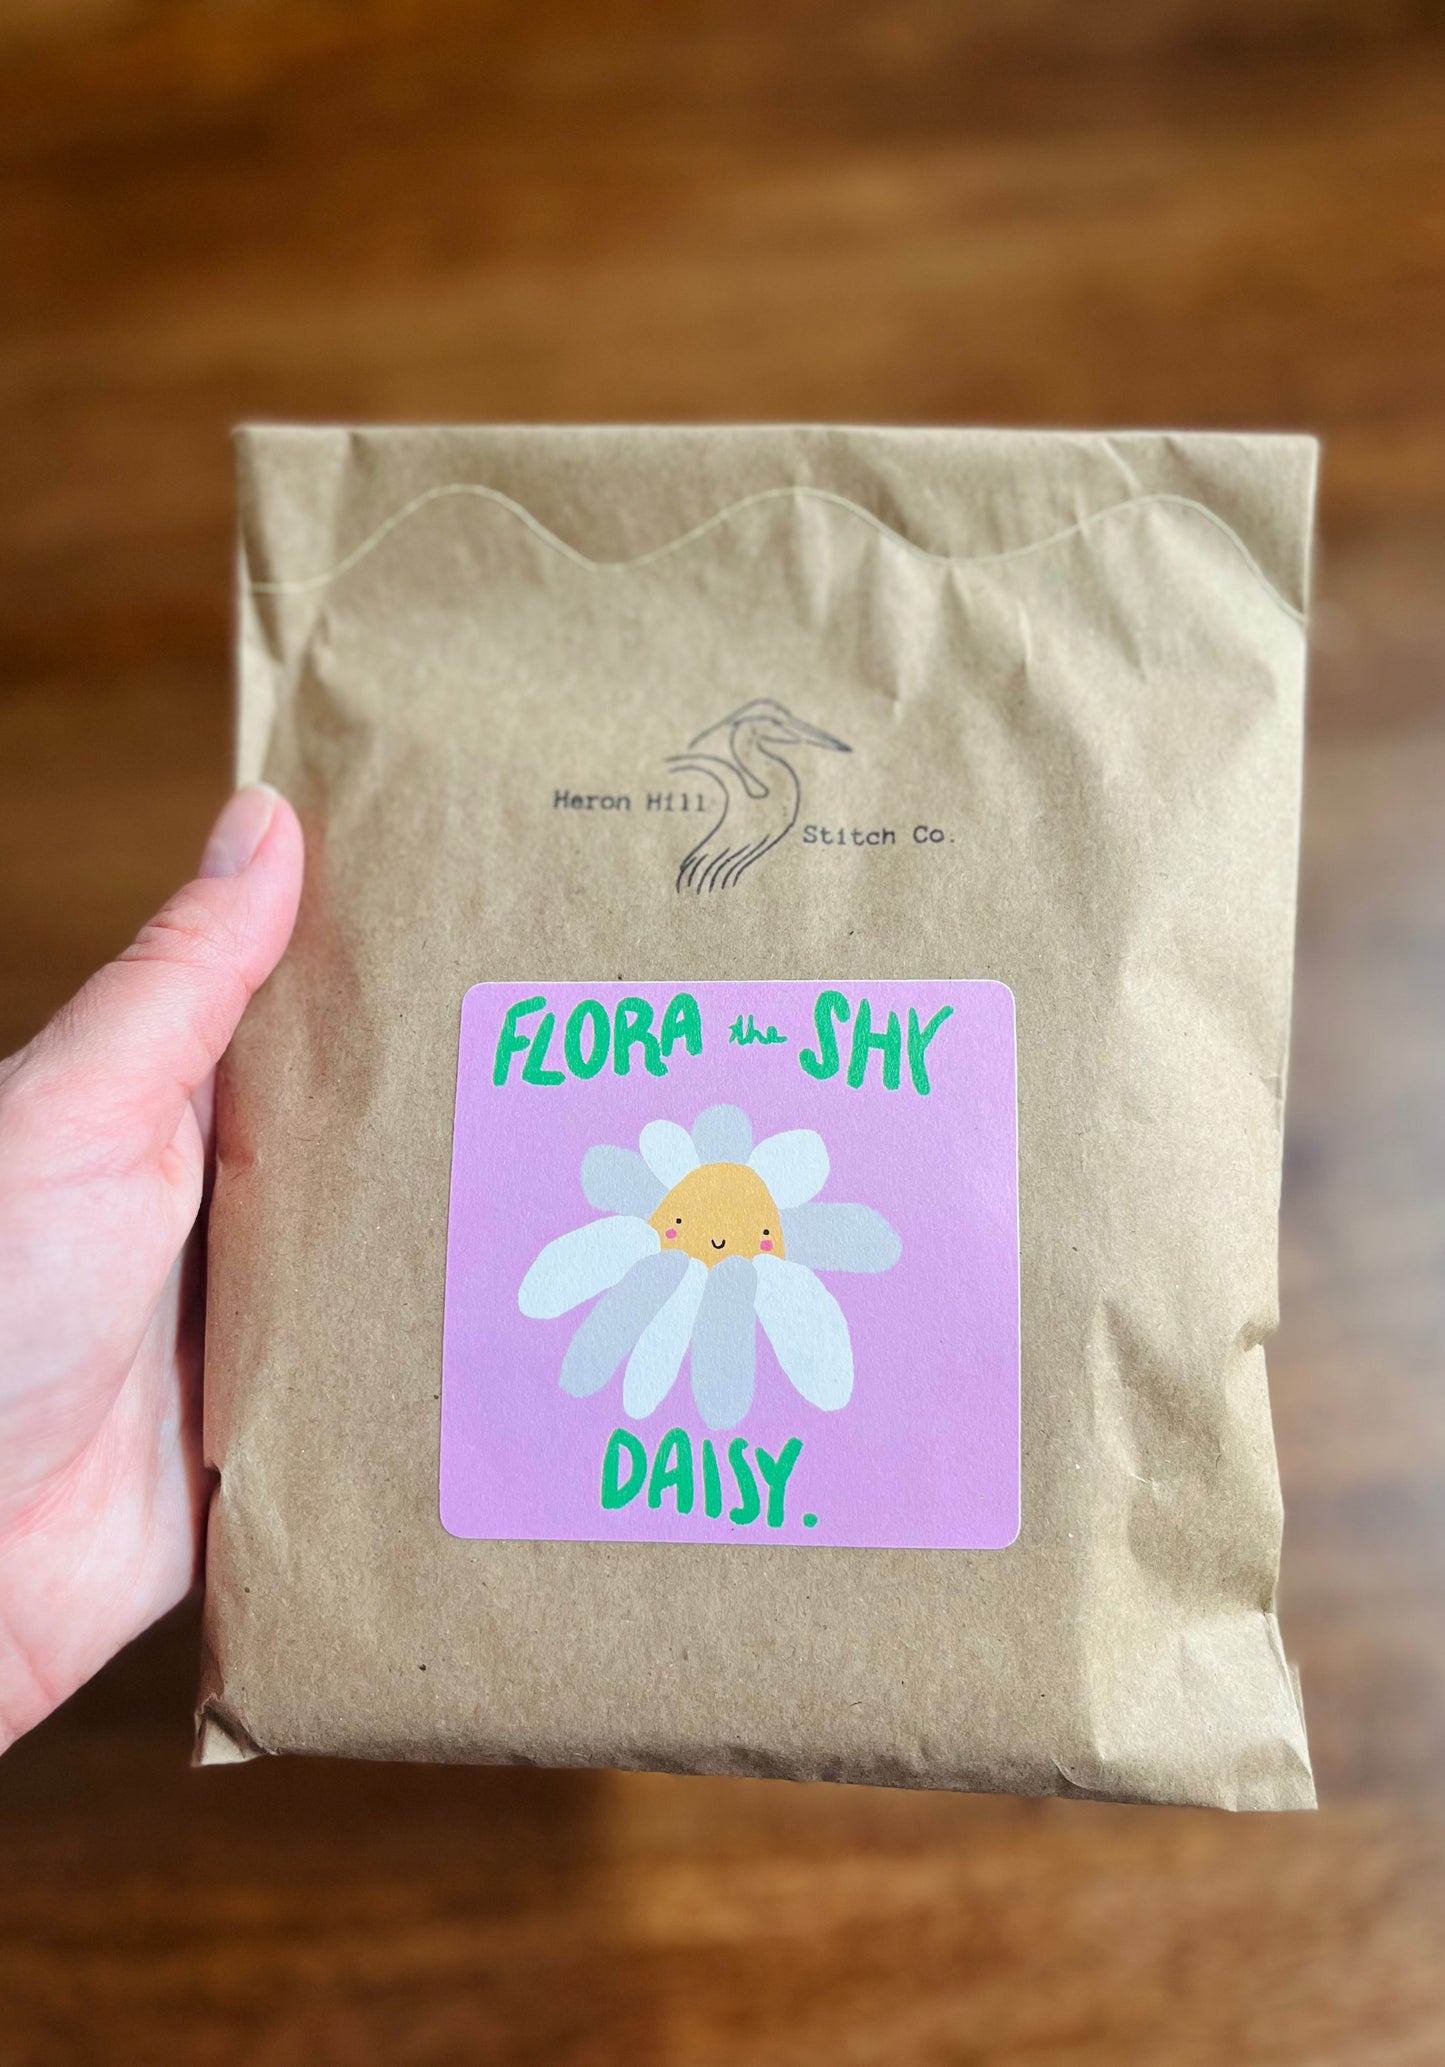 Heron Hill
Stitch Co.
FLORA the SHY
DAISY.